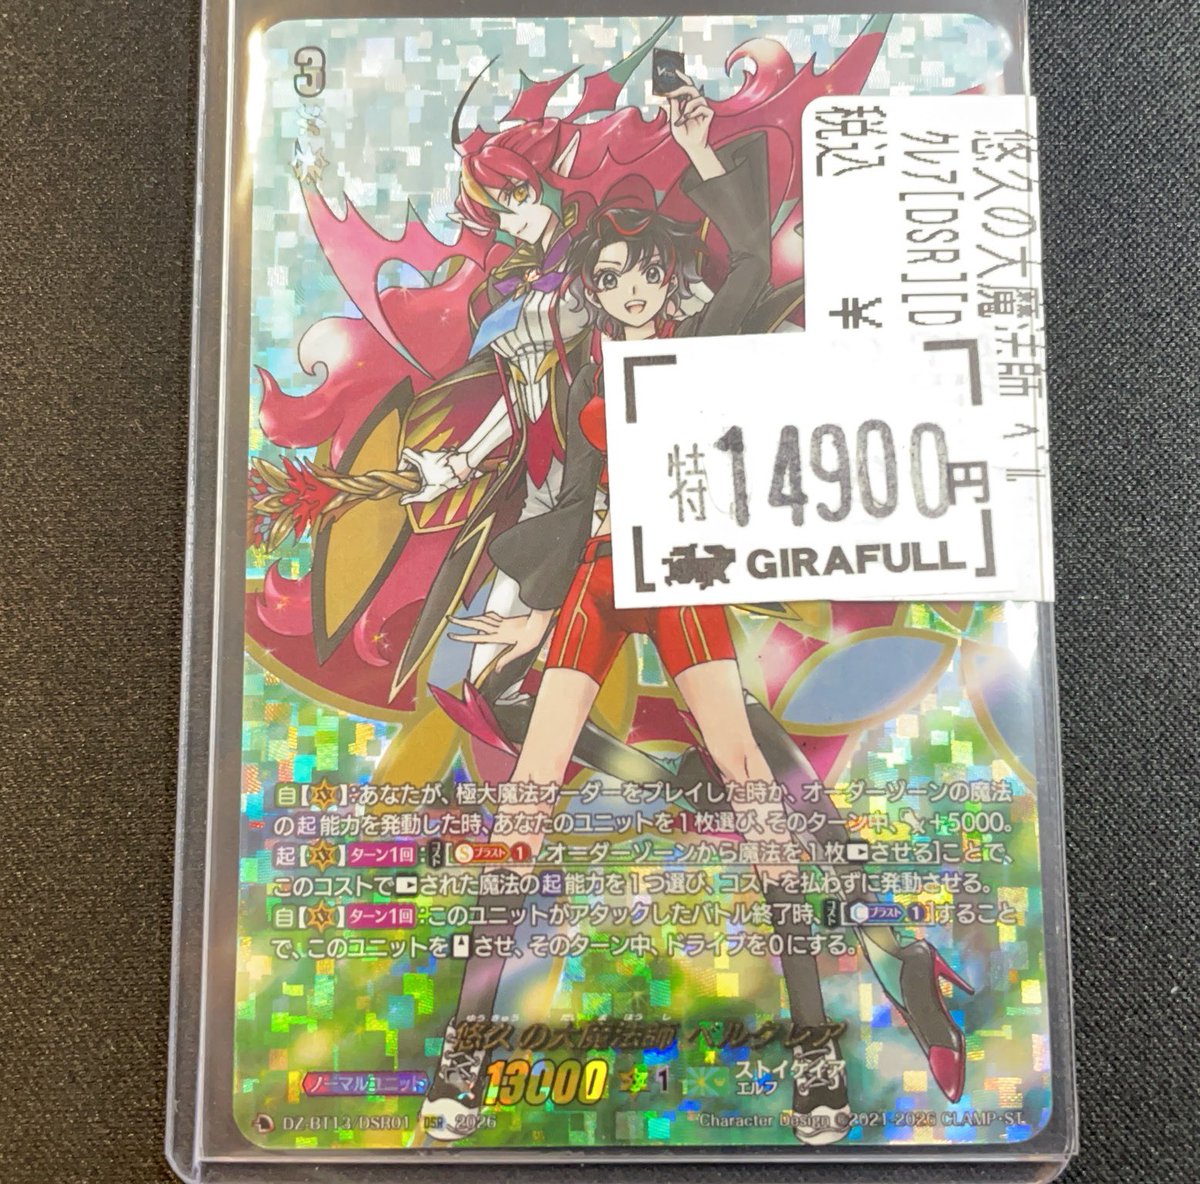 3
税込
¥
悠久の大魔法師 ベル
クレア[DSR][D
特14900円
GIRAFULL
自【】:あなたが、極大魔法オーダーをプレイした時か、オーダーゾーンの魔法
の起能力を発動した時、あなたのユニットを1枚選び、そのターン中、+5000。
起【】ターン1回:コスト[Sブラスト1, オーダーゾーンから魔法を1枚させる]ことで、
このコストでされた魔法の起能力を1つ選び、コストを払わずに発動させる。
自【】ターン1回:このユニットがアタックしたバトル終了時、コスト[Cブラスト1]すること
で、このユニットをさせ、そのターン中、ドライブを0にする。
悠久の大魔法師 ベルクレア
ノーマルユニット
13000
1
ストイケイア
エルフ
DZ-BT13/DSR01 DSR 2026
Character Design ©2021-2026 CLAMP・ST